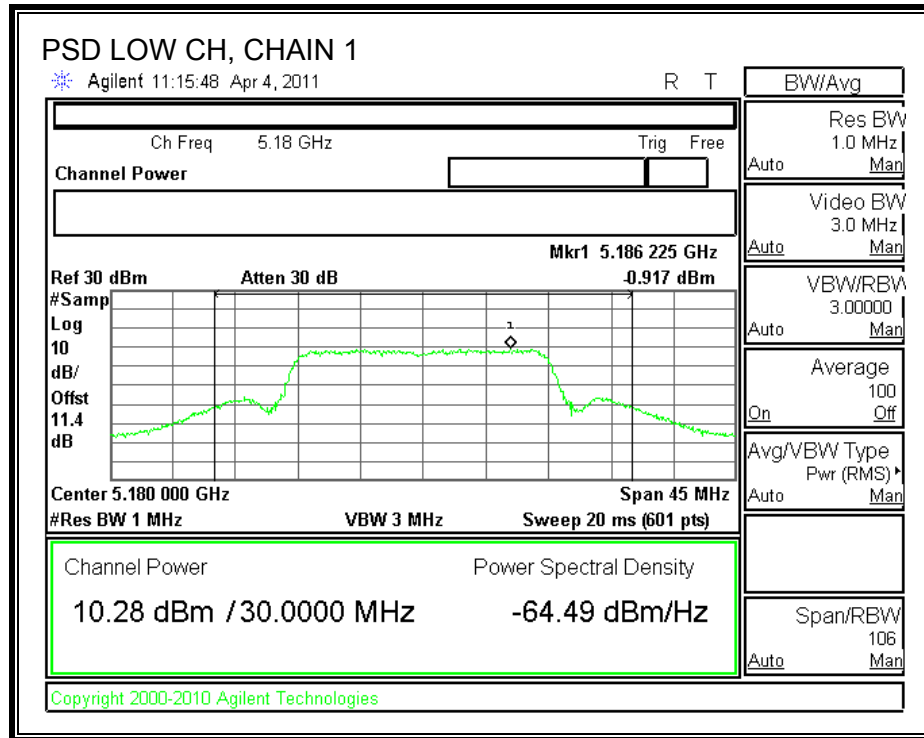 PSD LOW CH, CHAIN 1
Agilent 11:15:48 Apr 4, 2011 R T
Ch Freq 5.18 GHz Trig Free
Channel Power
Mkr1 5.186 225 GHz
Ref 30 dBm Atten 30 dB -0.917 dBm
#Samp
Log
10
dB/
Offst
11.4
dB
1
Center 5.180 000 GHz Span 45 MHz
#Res BW 1 MHz VBW 3 MHz Sweep 20 ms (601 pts)
Channel Power Power Spectral Density
10.28 dBm / 30.0000 MHz -64.49 dBm/Hz
Copyright 2000-2010 Agilent Technologies
BW/Avg
Res BW
1.0 MHz
Auto Man
Video BW
3.0 MHz
Auto Man
VBW/RBW
3.00000
Auto Man
Average
100
On Off
Avg/VBW Type
Pwr (RMS)
Auto Man
Span/RBW
106
Auto Man